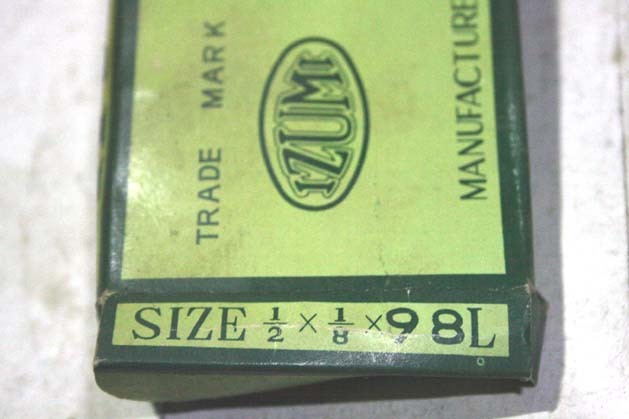 TRADE MARK
IZUMI
MANUFACTURE
SIZE 1/2 × 1/8 × 98L